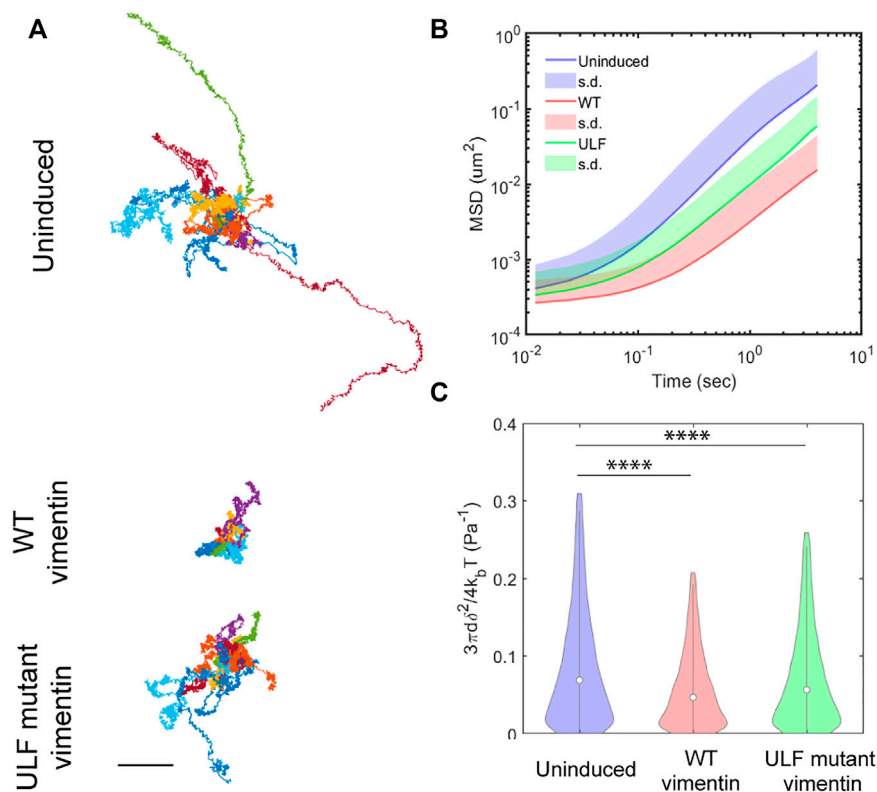 A
Uninduced
WT
vimentin
ULF mutant
vimentin
B
10^0
10^-1
10^-2
10^-3
10^-4
MSD (um^2)
Uninduced
s.d.
WT
s.d.
ULF
s.d.
10^-2
10^-1
10^0
10^1
Time (sec)
C
0.4
0.3
0.2
0.1
0
3πdδ^2/4k_bT (Pa^-1)
****
****
Uninduced
WT
vimentin
ULF mutant
vimentin